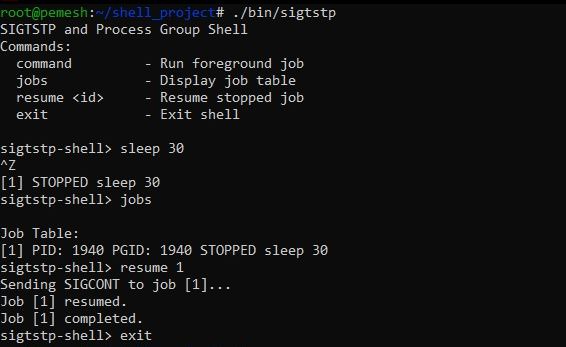 root@pemesh:~/shell_project# ./bin/sigtstp
SIGTSTP and Process Group Shell
Commands:
  command         - Run foreground job
  jobs            - Display job table
  resume <id>     - Resume stopped job
  exit            - Exit shell

sigtstp-shell> sleep 30
^Z
[1] STOPPED sleep 30
sigtstp-shell> jobs

Job Table:
[1] PID: 1940 PGID: 1940 STOPPED sleep 30
sigtstp-shell> resume 1
Sending SIGCONT to job [1]...
Job [1] resumed.
Job [1] completed.
sigtstp-shell> exit